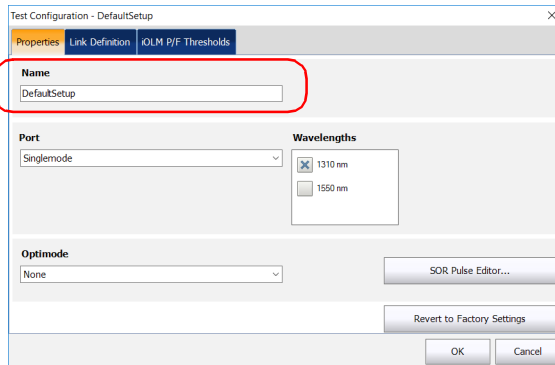 Test Configuration - DefaultSetup
Properties Link Definition iOLM P/F Thresholds
Name
DefaultSetup
Port
Wavelengths
Singlemode
1310 nm
1550 nm
Optimode
None
SOR Pulse Editor...
Revert to Factory Settings
OK Cancel